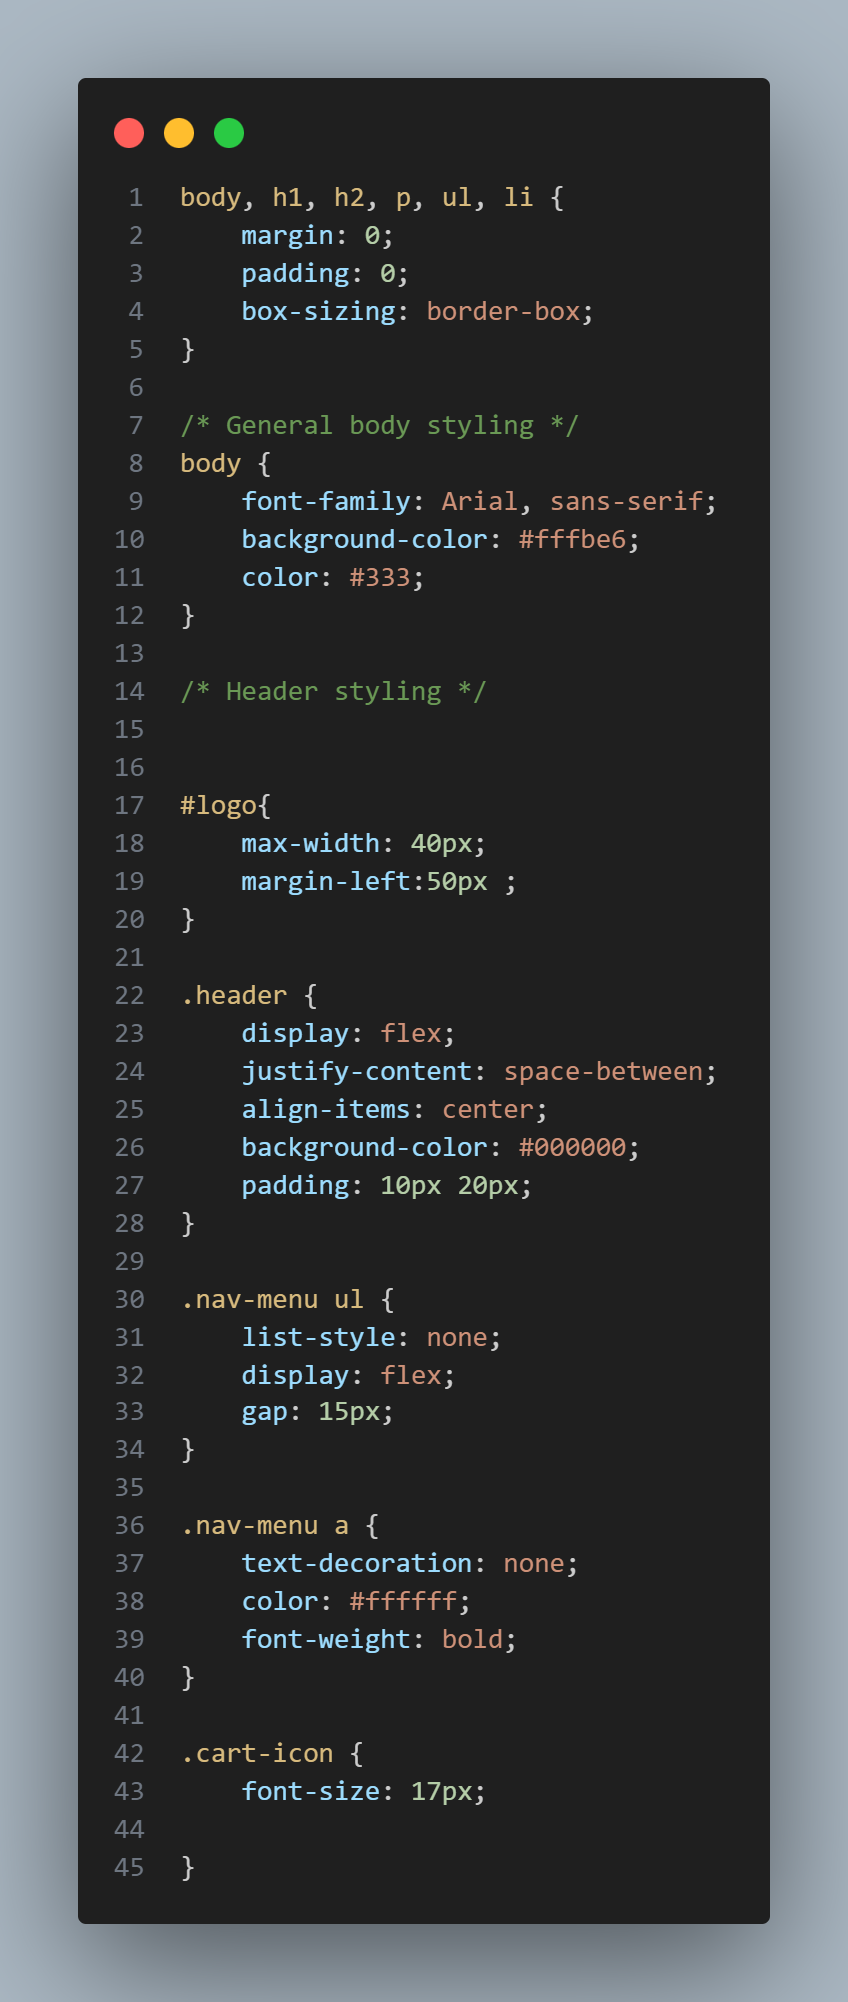 1 body, h1, h2, p, ul, li {
2     margin: 0;
3     padding: 0;
4     box-sizing: border-box;
5 }
6
7 /* General body styling */
8 body {
9     font-family: Arial, sans-serif;
10     background-color: #fffbe6;
11     color: #333;
12 }
13
14 /* Header styling */
15
16
17 #logo{
18     max-width: 40px;
19     margin-left:50px ;
20 }
21
22 .header {
23     display: flex;
24     justify-content: space-between;
25     align-items: center;
26     background-color: #000000;
27     padding: 10px 20px;
28 }
29
30 .nav-menu ul {
31     list-style: none;
32     display: flex;
33     gap: 15px;
34 }
35
36 .nav-menu a {
37     text-decoration: none;
38     color: #ffffff;
39     font-weight: bold;
40 }
41
42 .cart-icon {
43     font-size: 17px;
44
45 }